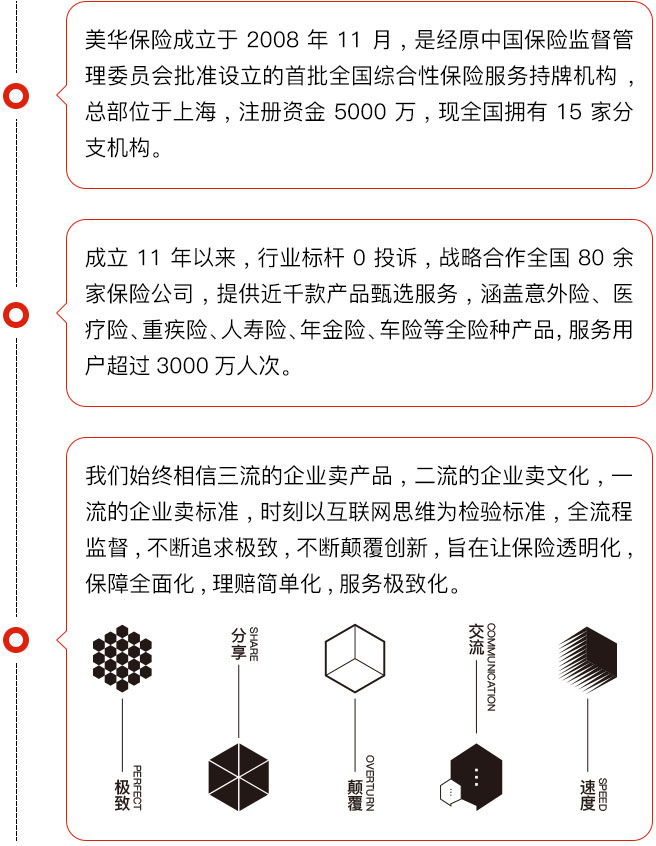 美华保险成立于 2008 年 11 月，是经原中国保险监督管
理委员会批准设立的首批全国综合性保险服务持牌机构，
总部位于上海，注册资金 5000 万，现全国拥有 15 家分
支机构。
成立 11 年以来，行业标杆 0 投诉，战略合作全国 80 余
家保险公司，提供近千款产品甄选服务，涵盖意外险、医
疗险、重疾险、人寿险、年金险、车险等全险种产品，服务用
户超过 3000 万人次。
我们始终相信三流的企业卖产品，二流的企业卖文化，一
流的企业卖标准，时刻以互联网思维为检验标准，全流程
监督，不断追求极致，不断颠覆创新，旨在让保险透明化，
保障全面化，理赔简单化，服务极致化。
极致
PERFECT
分享
SHARE
颠覆
OVERTURN
交流
COMMUNICATION
速度
SPEED